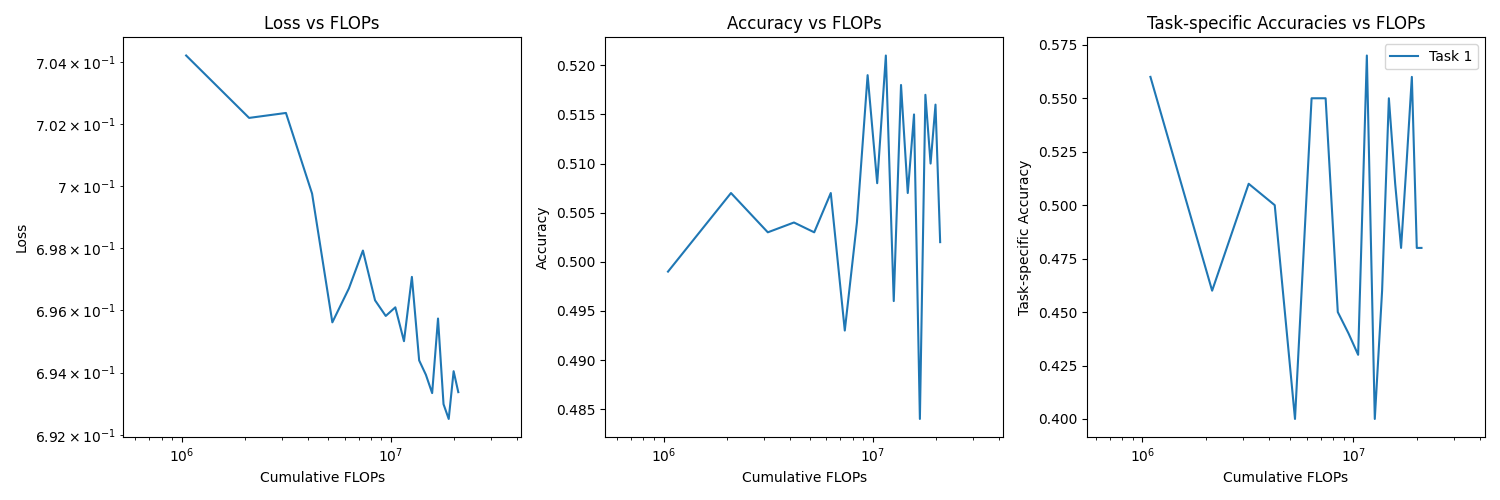 Loss vs FLOPs
7.04 × 10⁻¹
7.02 × 10⁻¹
7 × 10⁻¹
6.98 × 10⁻¹
6.96 × 10⁻¹
6.94 × 10⁻¹
6.92 × 10⁻¹
Loss
10⁶
10⁷
Cumulative FLOPs
Accuracy vs FLOPs
0.520
0.515
0.510
0.505
0.500
0.495
0.490
0.485
Accuracy
10⁶
10⁷
Cumulative FLOPs
Task-specific Accuracies vs FLOPs
Task 1
0.575
0.550
0.525
0.500
0.475
0.450
0.425
0.400
Task-specific Accuracy
10⁶
10⁷
Cumulative FLOPs